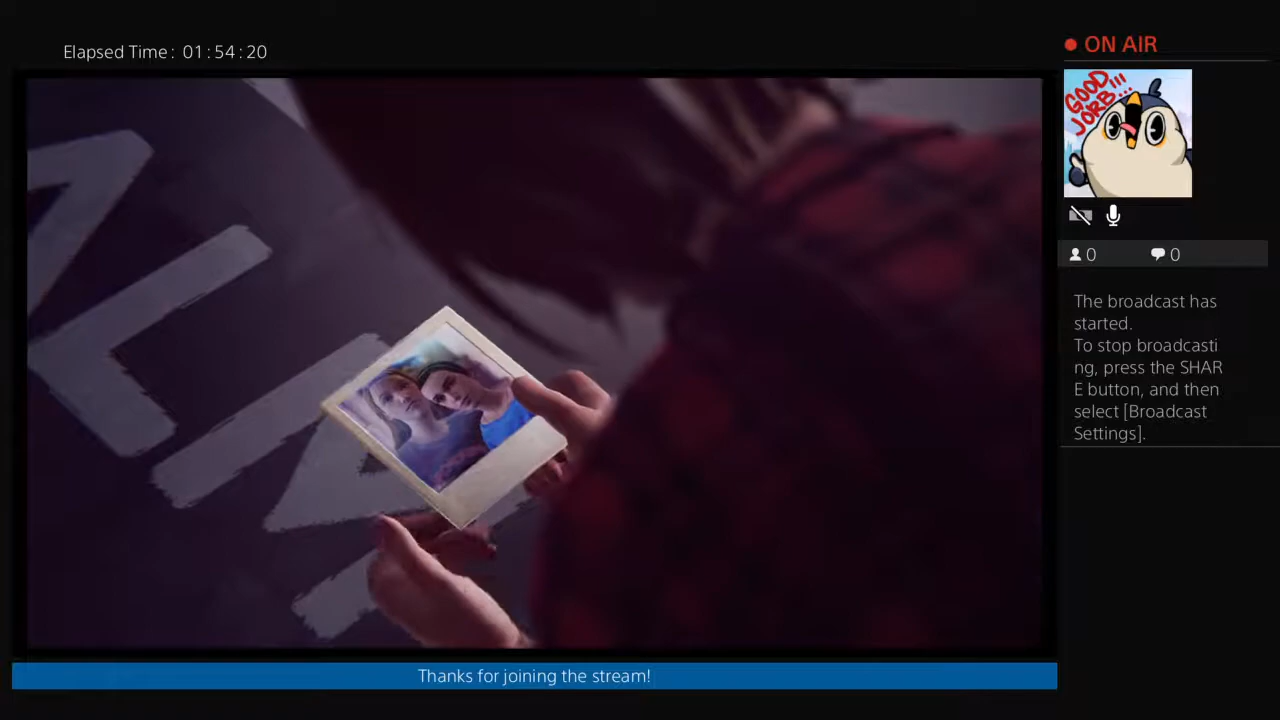 Elapsed Time: 01:54:20
ON AIR
GOOD
JORB!!!...
0 0
The broadcast has
started.
To stop broadcasti
ng, press the SHAR
E button, and then
select [Broadcast
Settings].
Thanks for joining the stream!